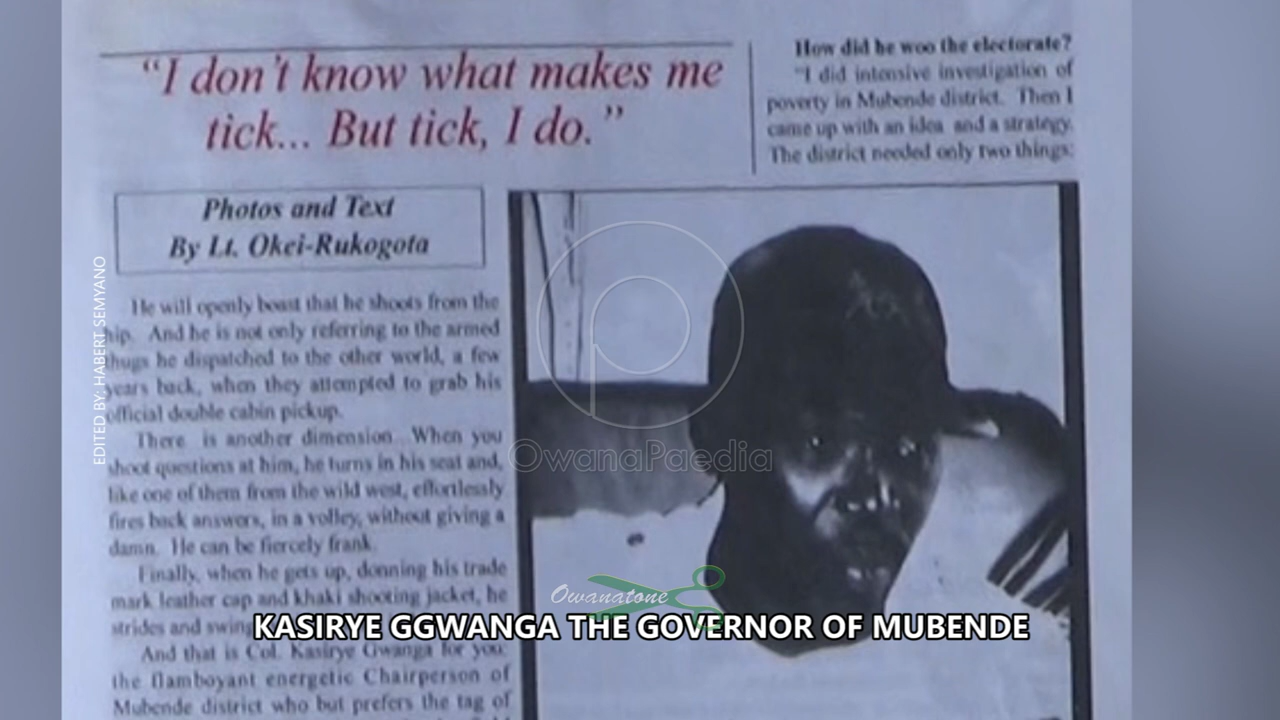 “I don't know what makes me
tick... But tick, I do.”
Photos and Text
By Lt. Okei-Rukogota
He will openly boast that he shoots from the
hip. And he is not only referring to the armed
thugs he dispatched to the other world, a few
years back, when they attempted to grab his
official double cabin pickup.
There is another dimension. When you
shoot questions at him, he turns in his seat and,
like one of them from the wild west, effortlessly
fires back answers, in a volley, without giving a
damn. He can be fiercely frank.
Finally, when he gets up, donning his trade
mark leather cap and khaki shooting jacket, he
strides and
And that is Col. Kasirye Gwanga for you:
the flamboyant energetic Chairperson of
Mubende district who but prefers the tag of
How did he woo the electorate?
“I did intensive investigation of
poverty in Mubende district. Then I
came up with an idea and a strategy.
The district needed only two things:
EDITED BY: HABERT SEMYANO
OwanaPaedia
Owanatone
KASIRYE GGWANGA THE GOVERNOR OF MUBENDE